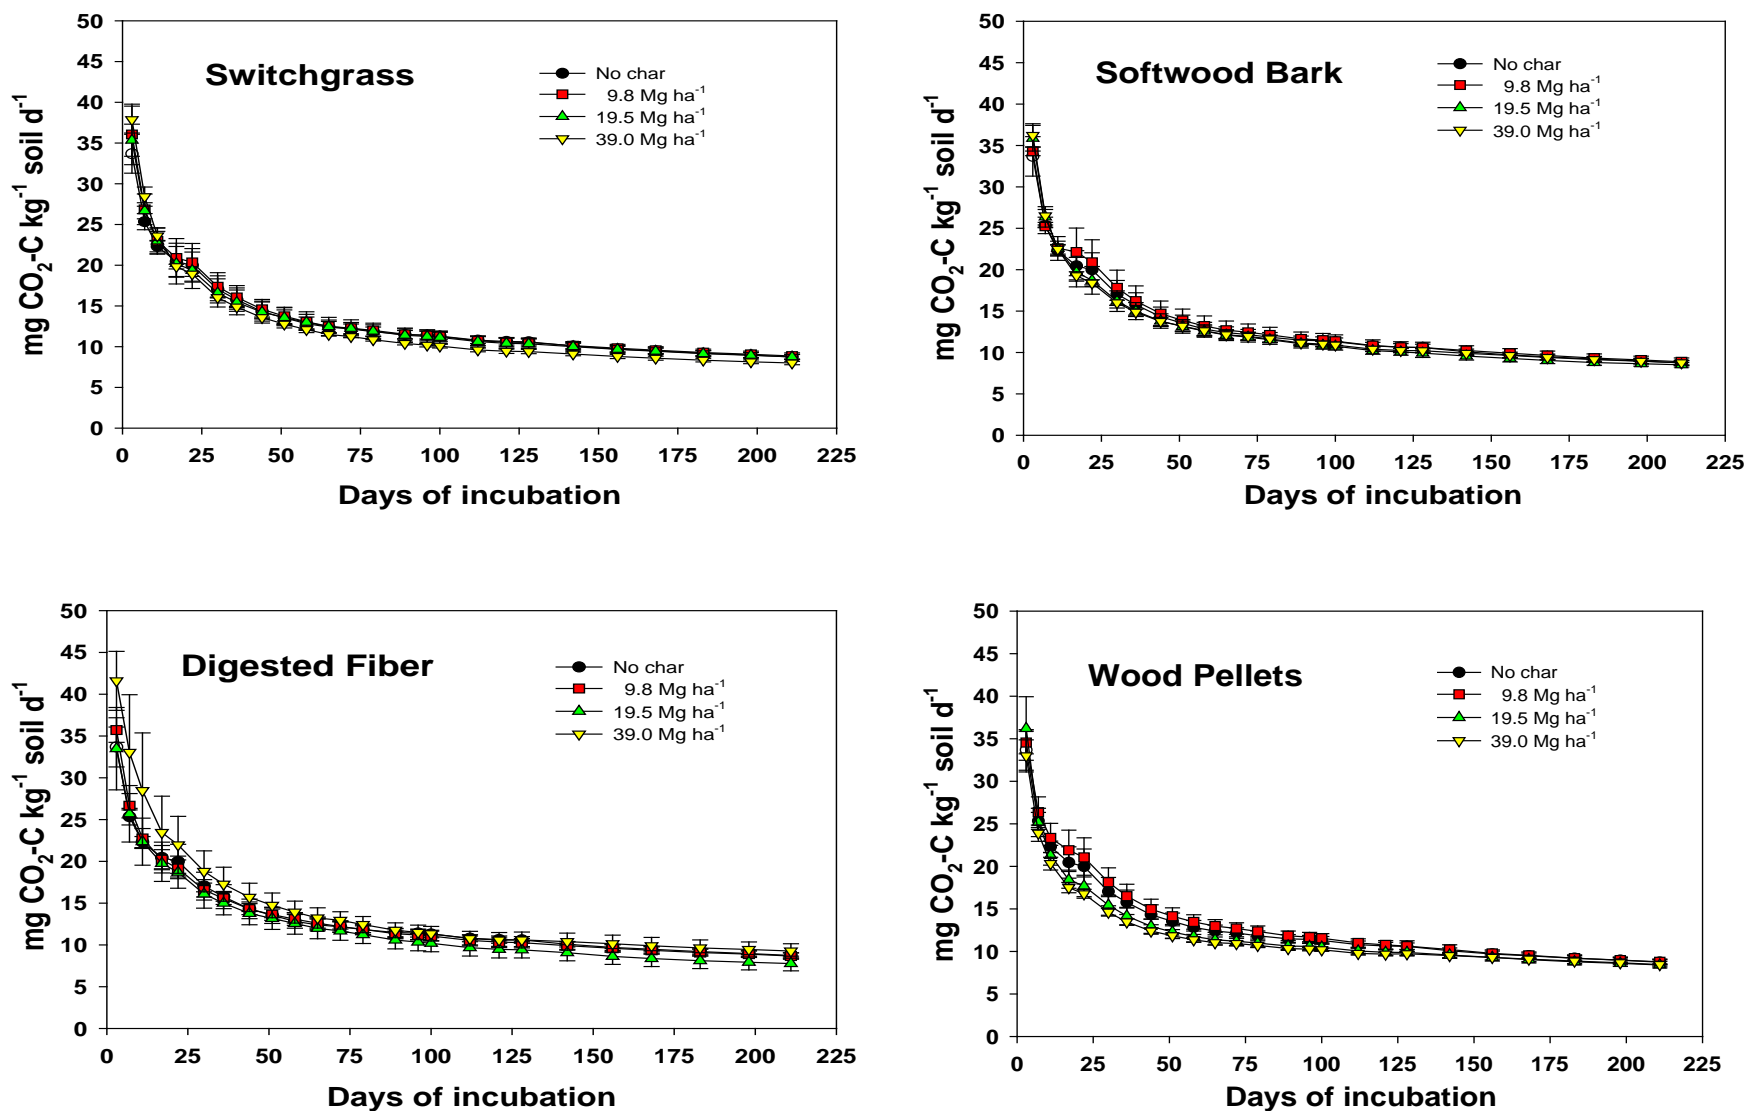 Switchgrass
No char
9.8 Mg ha⁻¹
19.5 Mg ha⁻¹
39.0 Mg ha⁻¹
mg CO₂-C kg⁻¹ soil d⁻¹
50
45
40
35
30
25
20
15
10
5
0
0 25 50 75 100 125 150 175 200 225
Days of incubation
Softwood Bark
No char
9.8 Mg ha⁻¹
19.5 Mg ha⁻¹
39.0 Mg ha⁻¹
mg CO₂-C kg⁻¹ soil d⁻¹
50
45
40
35
30
25
20
15
10
5
0
0 25 50 75 100 125 150 175 200 225
Days of incubation
Digested Fiber
No char
9.8 Mg ha⁻¹
19.5 Mg ha⁻¹
39.0 Mg ha⁻¹
mg CO₂-C kg⁻¹ soil d⁻¹
50
45
40
35
30
25
20
15
10
5
0
0 25 50 75 100 125 150 175 200 225
Days of incubation
Wood Pellets
No char
9.8 Mg ha⁻¹
19.5 Mg ha⁻¹
39.0 Mg ha⁻¹
mg CO₂-C kg⁻¹ soil d⁻¹
50
45
40
35
30
25
20
15
10
5
0
0 25 50 75 100 125 150 175 200 225
Days of incubation